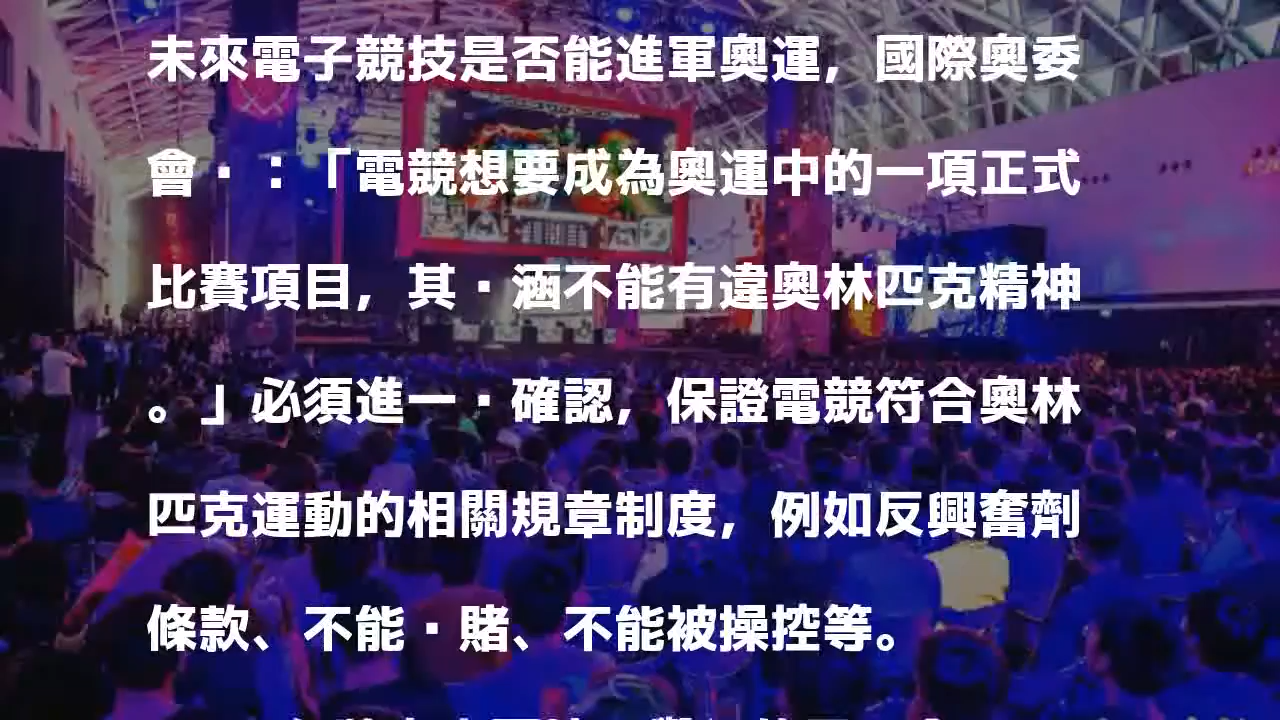 未來電子競技是否能進軍奧運，國際奧委
會·：「電競想要成為奧運中的一項正式
比賽項目，其·涵不能有違奧林匹克精神
。」必須進一·確認，保證電競符合奧林
匹克運動的相關規章制度，例如反興奮劑
條款、不能·賭、不能被操控等。